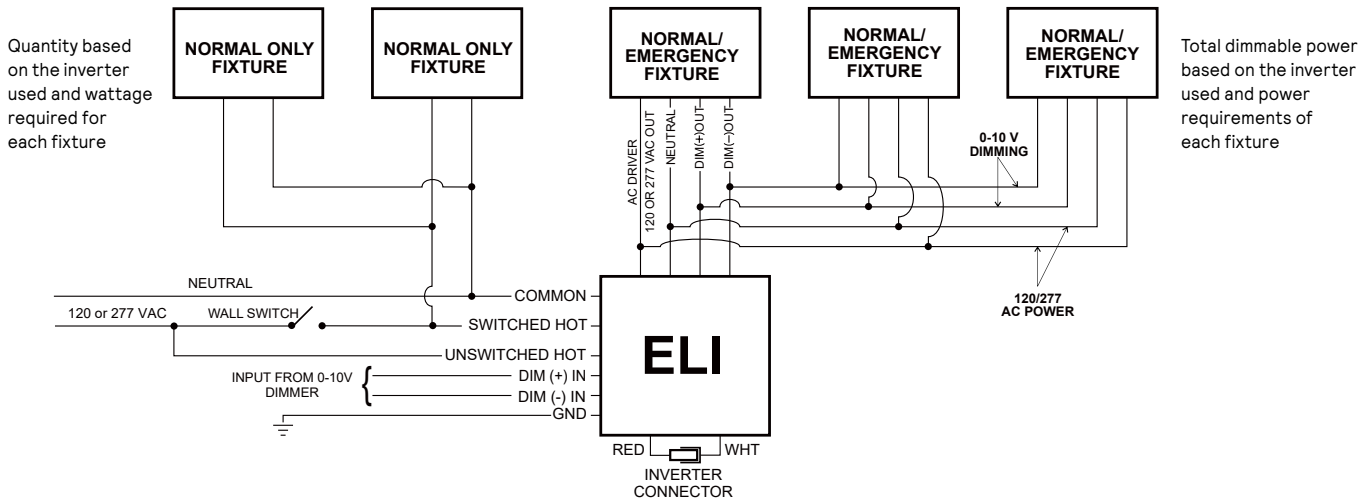 Quantity based
on the inverter
used and wattage
required for
each fixture
NORMAL ONLY
FIXTURE
NORMAL ONLY
FIXTURE
NORMAL/
EMERGENCY
FIXTURE
NORMAL/
EMERGENCY
FIXTURE
NORMAL/
EMERGENCY
FIXTURE
Total dimmable power
based on the inverter
used and power
requirements of
each fixture
AC DRIVER
120 OR 277 VAC OUT
NEUTRAL
DIM(+)OUT
DIM(–)OUT
0-10 V
DIMMING
120/277
AC POWER
NEUTRAL
COMMON
120 or 277 VAC
WALL SWITCH
SWITCHED HOT
UNSWITCHED HOT
INPUT FROM 0-10V
DIMMER
DIM (+) IN
DIM (-) IN
GND
ELI
RED
WHT
INVERTER
CONNECTOR